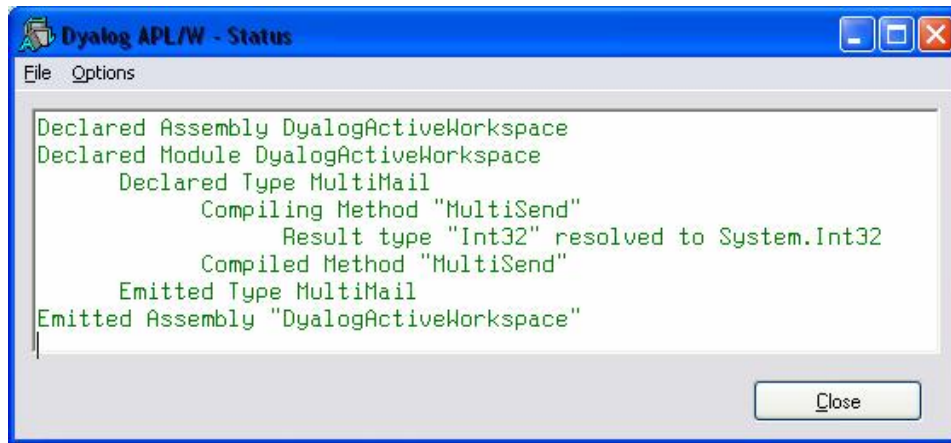 Dyalog APL/W - Status
File Options
Declared Assembly DyalogActiveWorkspace
Declared Module DyalogActiveWorkspace
Declared Type MultiMail
Compiling Method "MultiSend"
Result type "Int32" resolved to System.Int32
Compiled Method "MultiSend"
Emitted Type MultiMail
Emitted Assembly "DyalogActiveWorkspace"
Close